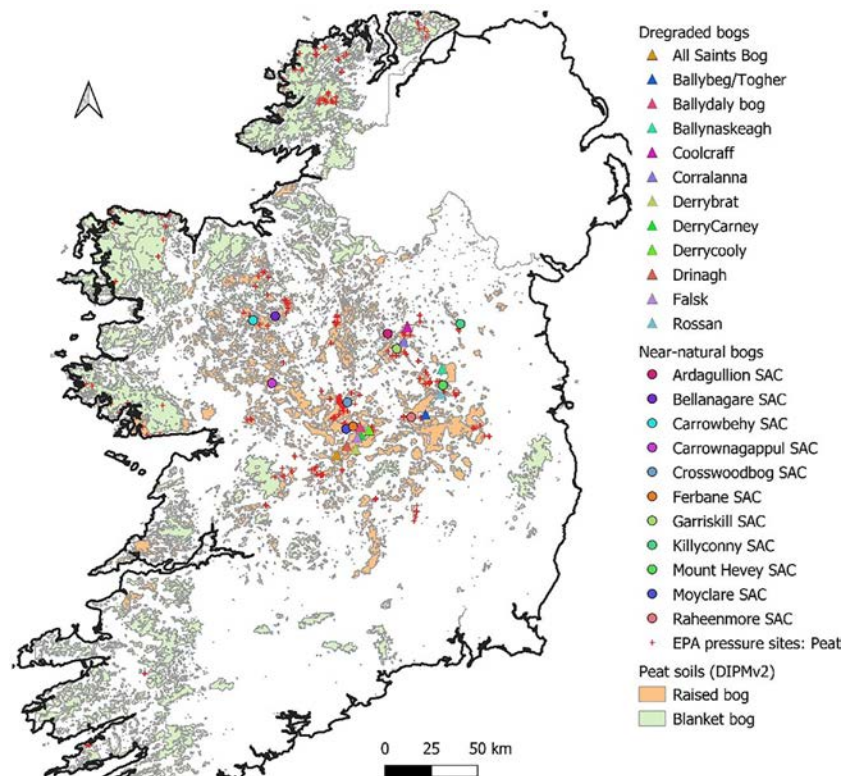 Dregraded bogs
All Saints Bog
Ballybeg/Togher
Ballydaly bog
Ballynaskeagh
Coolcraff
Corralanna
Derrybrat
DerryCarney
Derrycooly
Drinagh
Falsk
Rossan
Near-natural bogs
Ardagullion SAC
Bellanagare SAC
Carrowbehy SAC
Carrownagappul SAC
Crosswoodbog SAC
Ferbane SAC
Garriskill SAC
Killyconny SAC
Mount Hevey SAC
Moyclare SAC
Raheenmore SAC
EPA pressure sites: Peat
Peat soils (DIPMv2)
Raised bog
Blanket bog
0 25 50 km